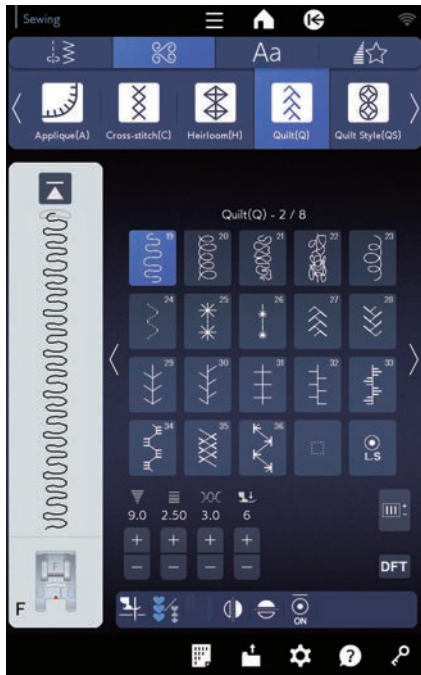 Sewing
Aa
Applique(A) Cross-stitch(C) Heirloom(H) Quilt(Q) Quilt Style(QS)
Quilt(Q) - 2 / 8
19 20 21 22 23
24 25 26 27 28
29 30 31 32 33
34 35 36
L.S
9.0 2.50 3.0 6
+ + + +
- - - -
DFT
F
F
ON
?